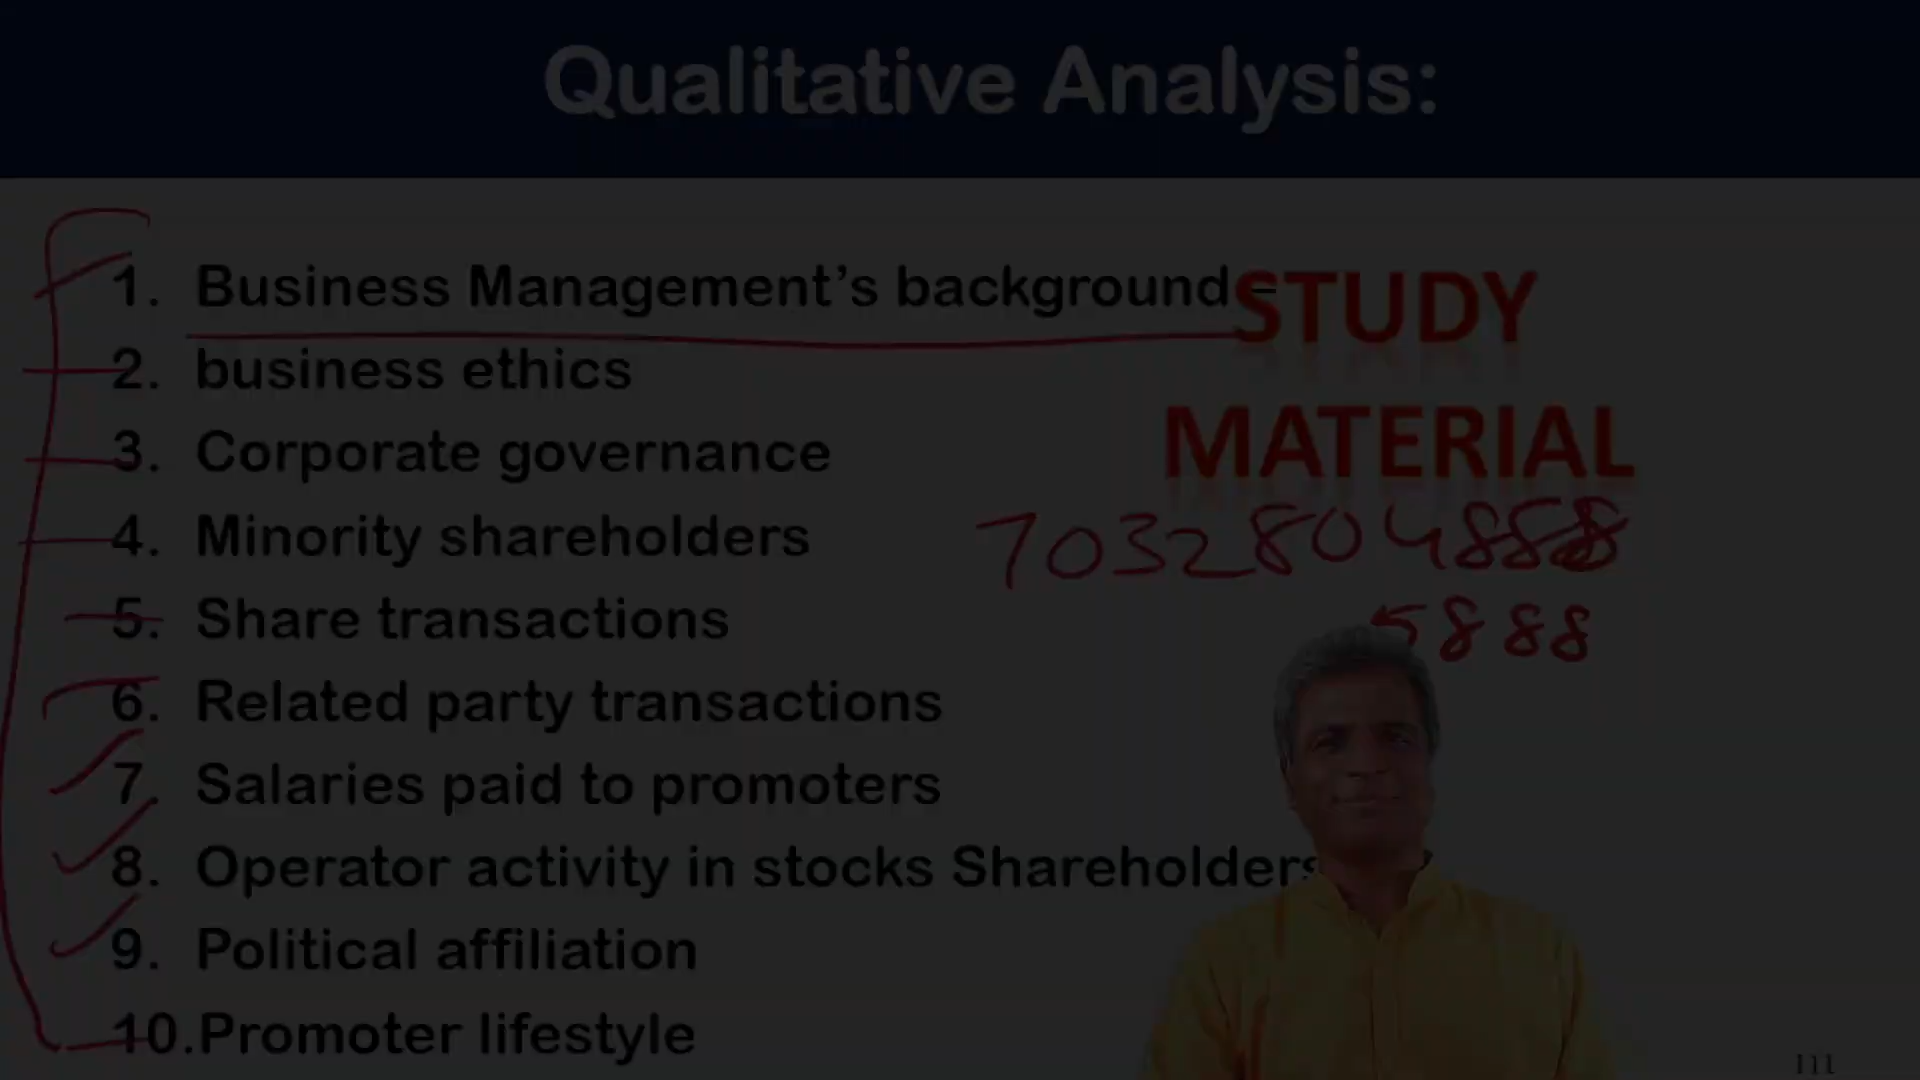 Qualitative Analysis:
1. Business Management's background –
2. business ethics
3. Corporate governance
4. Minority shareholders
5. Share transactions
6. Related party transactions
7. Salaries paid to promoters
8. Operator activity in stocks Shareholders
9. Political affiliation
10.Promoter lifestyle
STUDY
MATERIAL
7032804888
5888
111